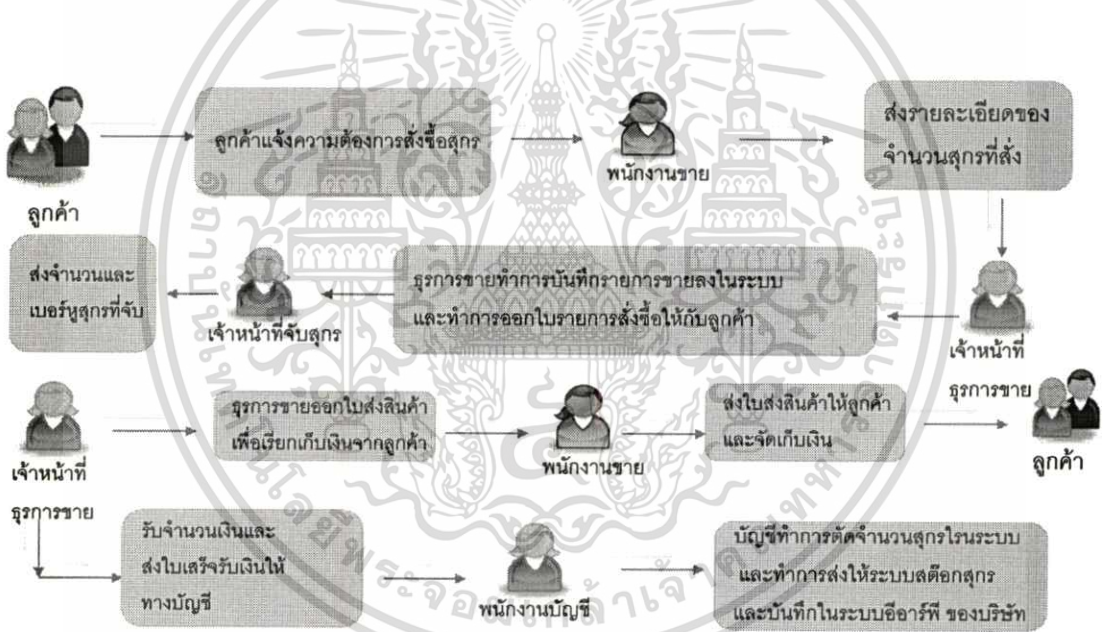 ลูกค้า
ลูกค้าแจ้งความต้องการสั่งซื้อสุกร
พนักงานขาย
ส่งรายละเอียดของ
จำนวนสุกรที่สั่ง
เจ้าหน้าที่
ธุรการขาย
ธุรการขายทำการบันทึกรายการขายลงในระบบ
และทำการออกใบรายการสั่งซื้อให้กับลูกค้า
เจ้าหน้าที่จับสุกร
ส่งจำนวนและ
เบอร์หูสุกรที่จับ
เจ้าหน้าที่
ธุรการขาย
ธุรการขายออกใบส่งสินค้า
เพื่อเรียกเก็บเงินจากลูกค้า
พนักงานขาย
ส่งใบส่งสินค้าให้ลูกค้า
และจัดเก็บเงิน
ลูกค้า
รับจำนวนเงินและ
ส่งใบเสร็จรับเงินให้
ทางบัญชี
พนักงานบัญชี
บัญชีทำการตัดจำนวนสุกรไรนระบบ
และทำการส่งให้ระบบสต๊อกสุกร
และบันทึกในระบบอีอาร์พี ของบริษัท